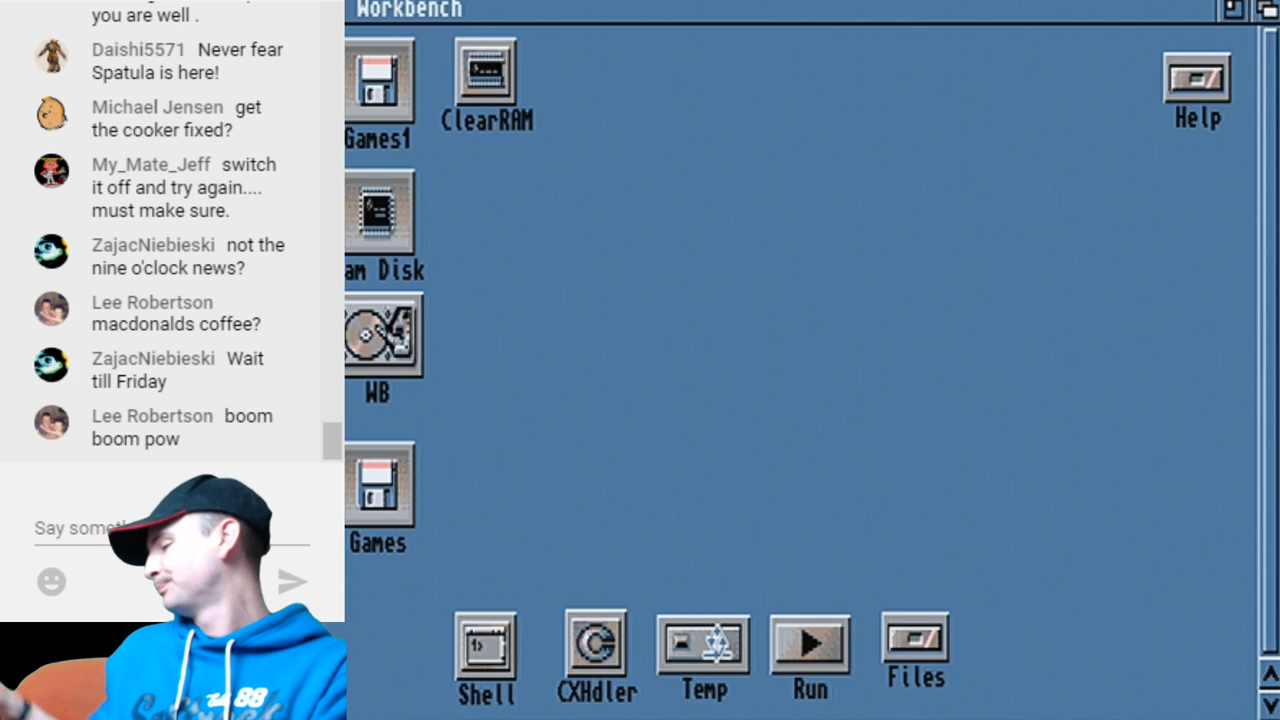 you are well .
Daishi5571 Never fear
Spatula is here!
Michael Jensen get
the cooker fixed?
My_Mate_Jeff switch
it off and try again....
must make sure.
ZajacNiebieski not the
nine o'clock news?
Lee Robertson
macdonalds coffee?
ZajacNiebieski Wait
till Friday
Lee Robertson boom
boom pow
Say
88
Workbench
Games1
ClearRAM
Help
am Disk
WB
Games
Shell
CXHdler
Temp
Run
Files